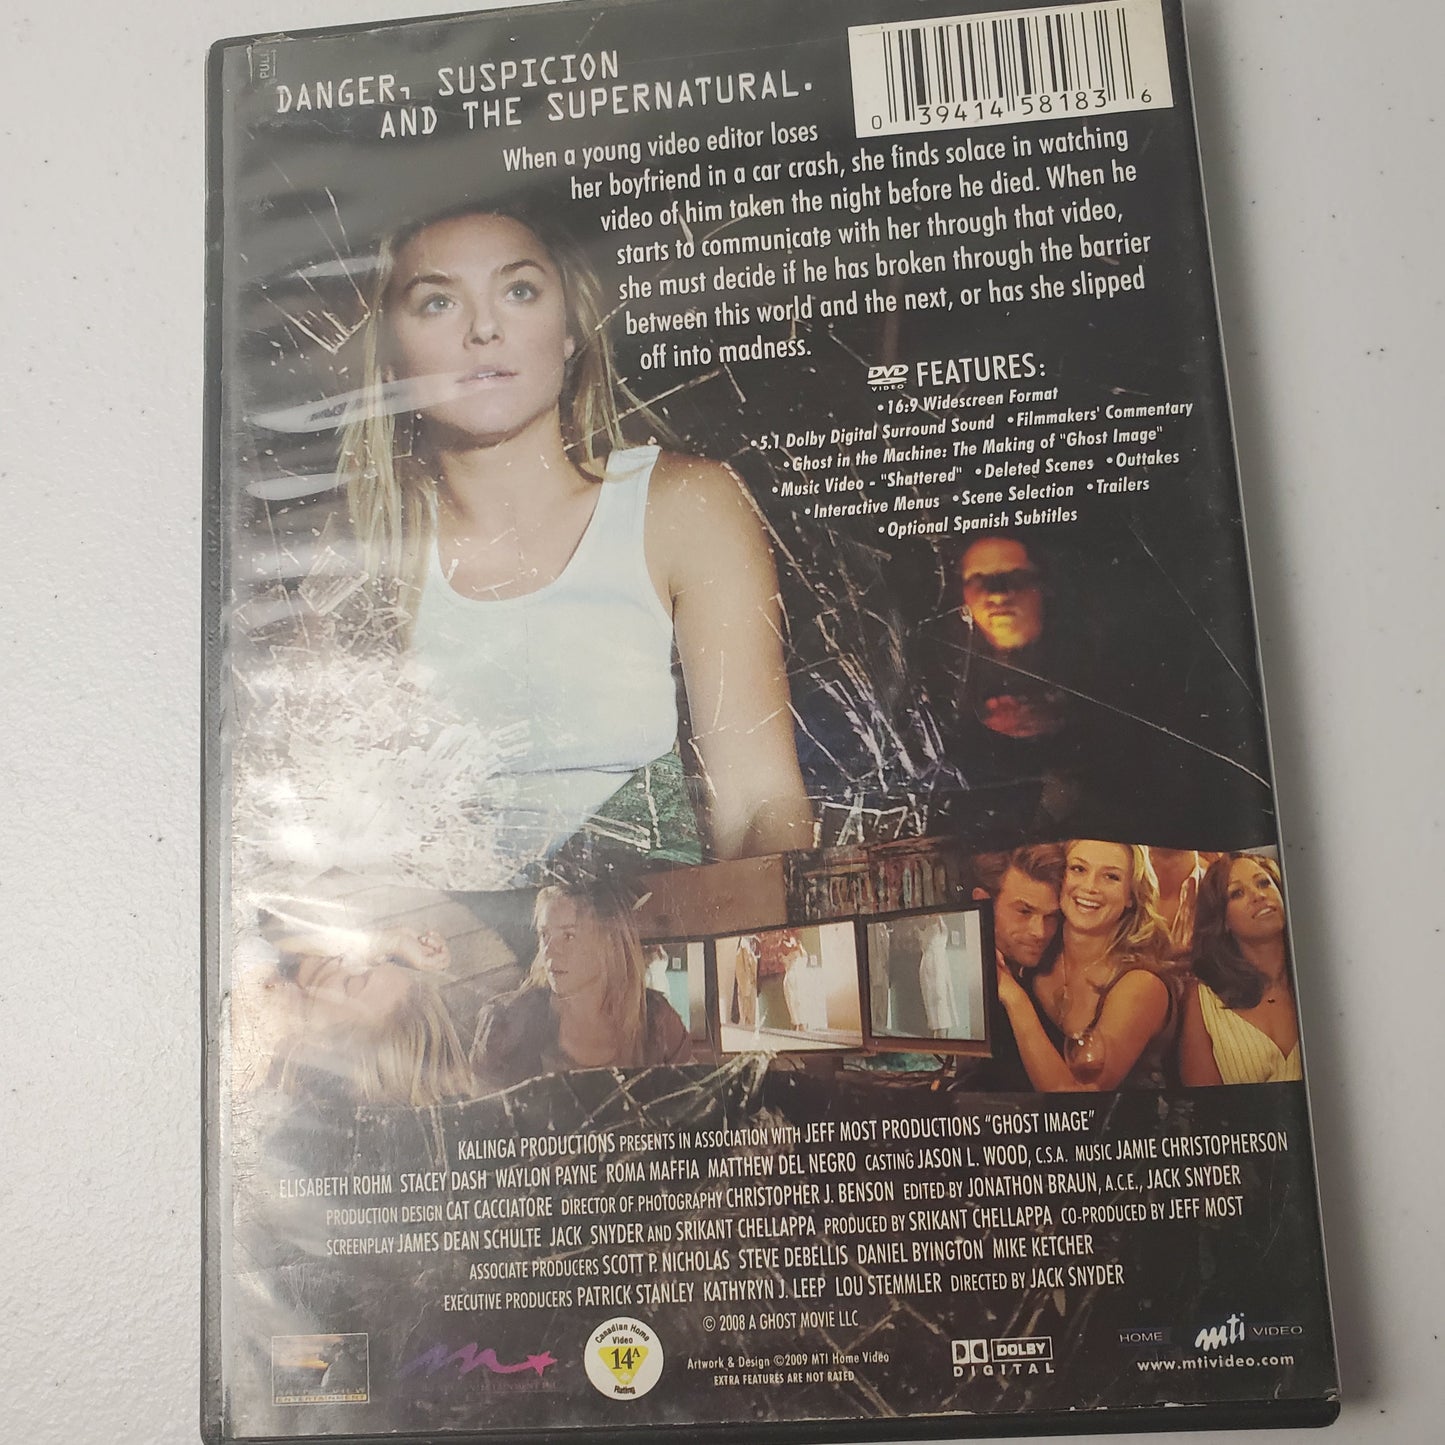 PULL
DANGER, SUSPICION
AND THE SUPERNATURAL.
0 39414 58183 6
When a young video editor loses
her boyfriend in a car crash, she finds solace in watching
video of him taken the night before he died. When he
starts to communicate with her through that video,
she must decide if he has broken through the barrier
between this world and the next, or has she slipped
off into madness.
DVD VIDEO FEATURES:
•16:9 Widescreen Format
•5.1 Dolby Digital Surround Sound •Filmmakers' Commentary
•Ghost in the Machine: The Making of "Ghost Image"
•Music Video - "Shattered" •Deleted Scenes •Outtakes
•Interactive Menus •Scene Selection •Trailers
•Optional Spanish Subtitles
KALINGA PRODUCTIONS PRESENTS IN ASSOCIATION WITH JEFF MOST PRODUCTIONS “GHOST IMAGE”
ELISABETH ROHM STACEY DASH WAYLON PAYNE ROMA MAFFIA MATTHEW DEL NEGRO CASTING JASON L. WOOD, C.S.A. MUSIC JAMIE CHRISTOPHERSON
PRODUCTION DESIGN CAT CACCIATORE DIRECTOR OF PHOTOGRAPHY CHRISTOPHER J. BENSON EDITED BY JONATHON BRAUN, A.C.E., JACK SNYDER
SCREENPLAY JAMES DEAN SCHULTE JACK SNYDER AND SRIKANT CHELLAPPA PRODUCED BY SRIKANT CHELLAPPA CO-PRODUCED BY JEFF MOST
ASSOCIATE PRODUCERS SCOTT P. NICHOLAS STEVE DEBELLIS DANIEL BYINGTON MIKE KETCHER
EXECUTIVE PRODUCERS PATRICK STANLEY KATHYRYN J. LEEP LOU STEMMLER DIRECTED BY JACK SNYDER
© 2008 A GHOST MOVIE LLC
ENTERTAINMENT
Canadian Home
Video
14A
Rating
Artwork & Design ©2009 MTI Home Video
EXTRA FEATURES ARE NOT RATED
DOLBY
DIGITAL
HOME mti VIDEO
www.mtivideo.com